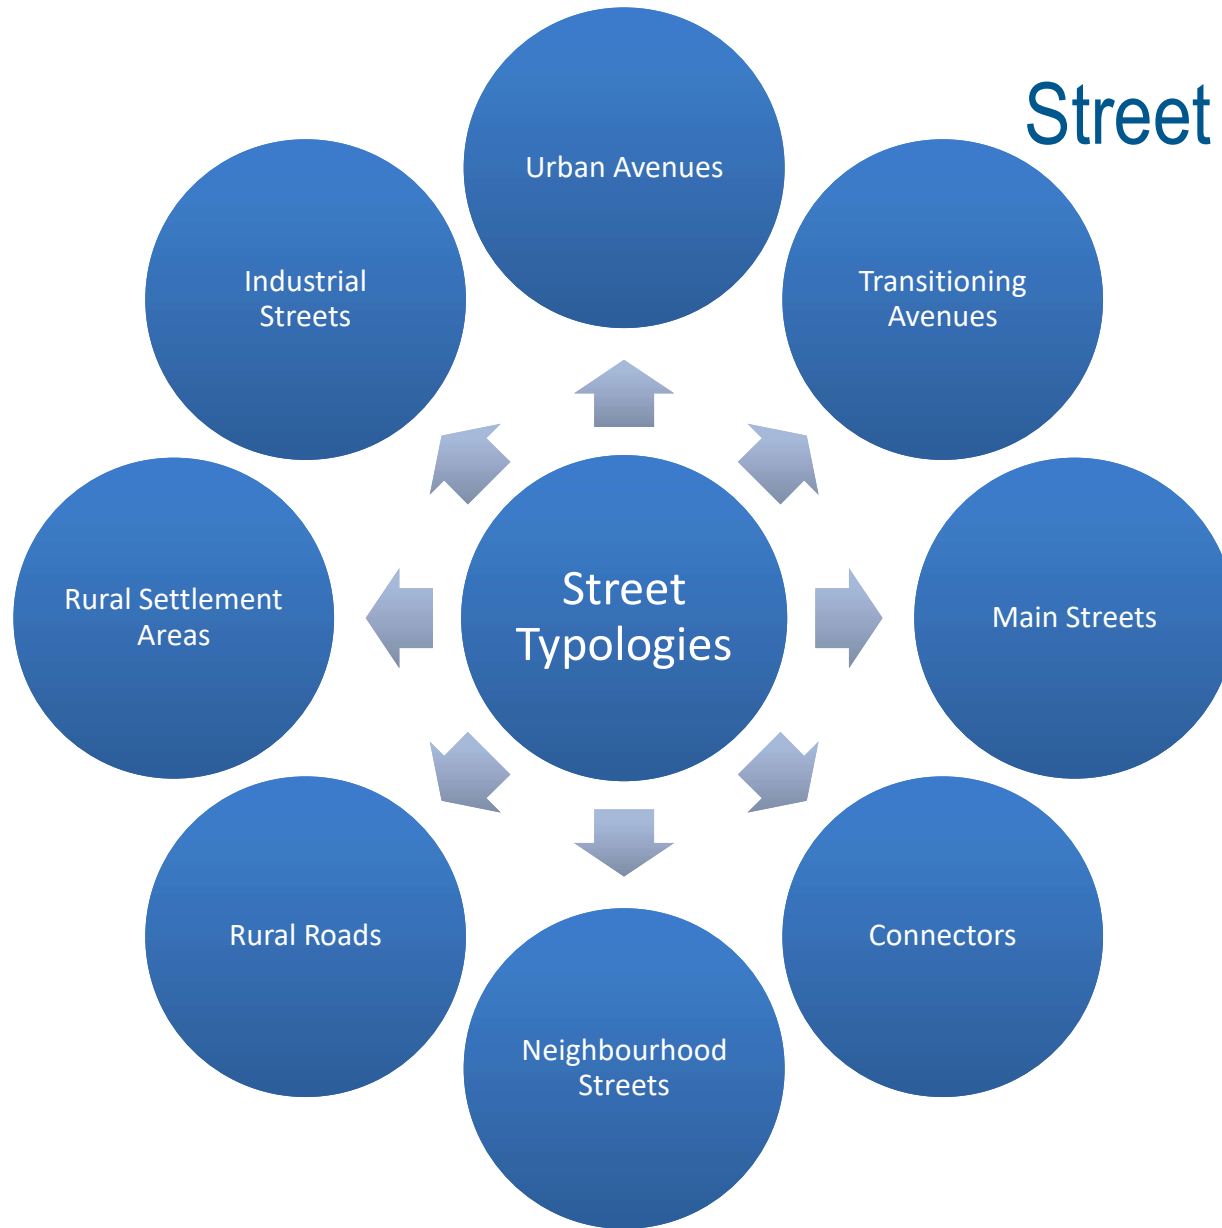 Street
Urban Avenues
Transitioning
Avenues
Main Streets
Connectors
Neighbourhood
Streets
Rural Roads
Rural Settlement
Areas
Industrial
Streets
Street
Typologies